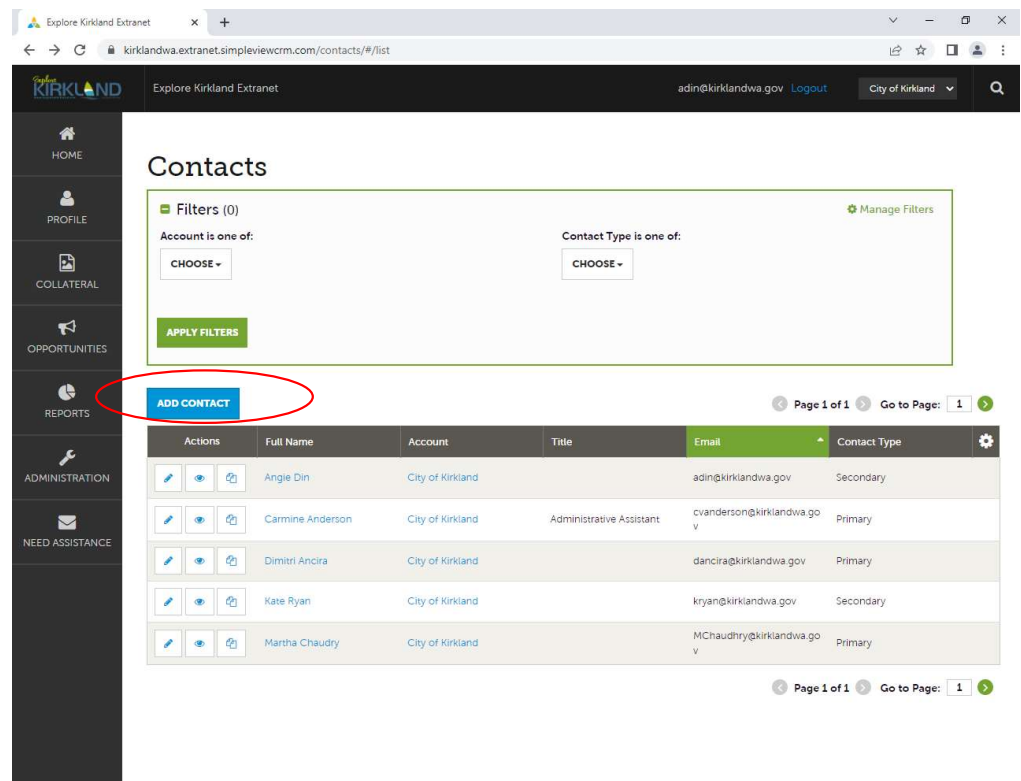 Explore Kirkland Extranet
kirklandwa.extranet.simpleviewcrm.com/contacts/#/list
Explore
KIRKLAND
Explore Kirkland Extranet
adin@kirklandwa.gov Logout
City of Kirkland
HOME
PROFILE
COLLATERAL
OPPORTUNITIES
REPORTS
ADMINISTRATION
NEED ASSISTANCE
Contacts
Filters (0)
Manage Filters
Account is one of:
Contact Type is one of:
CHOOSE
CHOOSE
APPLY FILTERS
ADD CONTACT
Page 1 of 1 Go to Page: 1
Actions Full Name Account Title Email Contact Type
Angie Din City of Kirkland adin@kirklandwa.gov Secondary
Carmine Anderson City of Kirkland Administrative Assistant cvanderson@kirklandwa.go
v Primary
Dimitri Ancira City of Kirkland dancira@kirklandwa.gov Primary
Kate Ryan City of Kirkland kryan@kirklandwa.gov Secondary
Martha Chaudry City of Kirkland MChaudhry@kirklandwa.go
v Primary
Page 1 of 1 Go to Page: 1